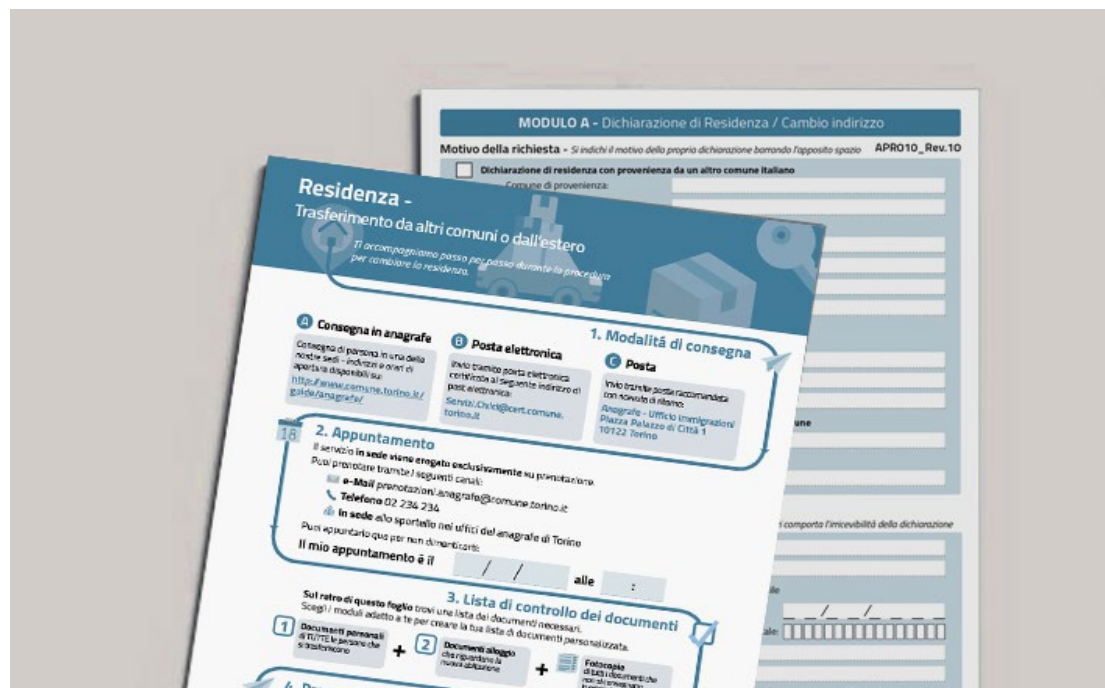 MODULO A - Dichiarazione di Residenza / Cambio indirizzo
Motivo della richiesta - Si indichi il motivo della propria dichiarazione barrando l'apposito spazio APR010_Rev.10
Dichiarazione di residenza con provenienza da un altro comune italiano
Comune di provenienza:
une
ri comporta l'irricevibilità della dichiarazione
Residenza -
Trasferimento da altri comuni o dall'estero
Ti accompagniamo passo per passo durante la procedura
per cambiare la residenza.
1. Modalitá di consegna
A Consegna in anagrafe
Consegna di persona in una delle
nostre sedi - indirizzi e orari di
apertura disponibili su:
http://www.comune.torino.it/
guide/anagrafe/
B Posta elettronica
Invio tramite posta elettronica
certificata al seguente indirizzo di
post elettronica:
Servizi.Civici@cert.comune.
torino.it
C Posta
Invio tramite posta raccomandata
con ricevuta di ritorno:
Anagrafe - Ufficio Immigrazioni
Piazza Palazzo di Città 1
10122 Torino
18
2. Appuntamento
Il servizio in sede viene erogato esclusivamente su prenotazione.
Puoi prenotare tramite i seguenti canali:
e-Mail prenotazioni.anagrafe@comune.torino.it
Telefono 02 234 234
In sede allo sportello nei uffici del anagrafe di Torino
Puoi appuntarlo qua per non dimenticarti:
Il mio appuntamento é il / / alle :
3. Lista di controllo dei documenti
Sul retro di questo foglio trovi una lista dei documenti necessari.
Scegli i moduli adatto a te per creare la tua lista di documenti personalizzata.
1 Documenti personali
di TUTTE le persone che
si trasferiscono
+
2 Documenti alloggio
che riguardano la
nuova abitazione
+
Fotocopie
di tutti i documenti che
4.